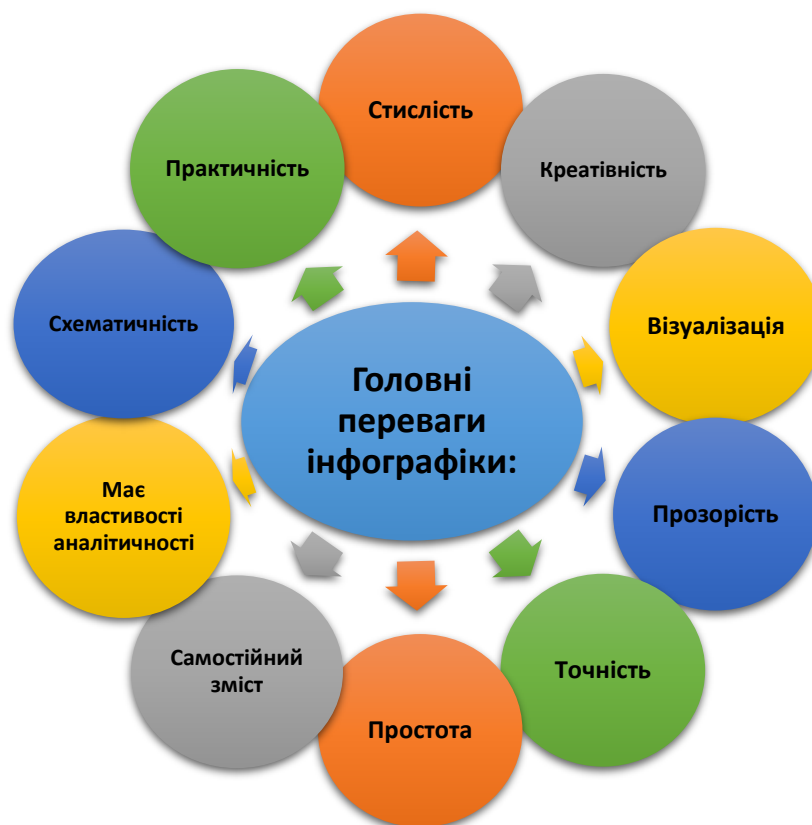 Головні
переваги
інфографіки:
Стислість
Креативність
Візуалізація
Прозорість
Точність
Простота
Самостійний
зміст
Має
властивості
аналітичності
Схематичність
Практичність